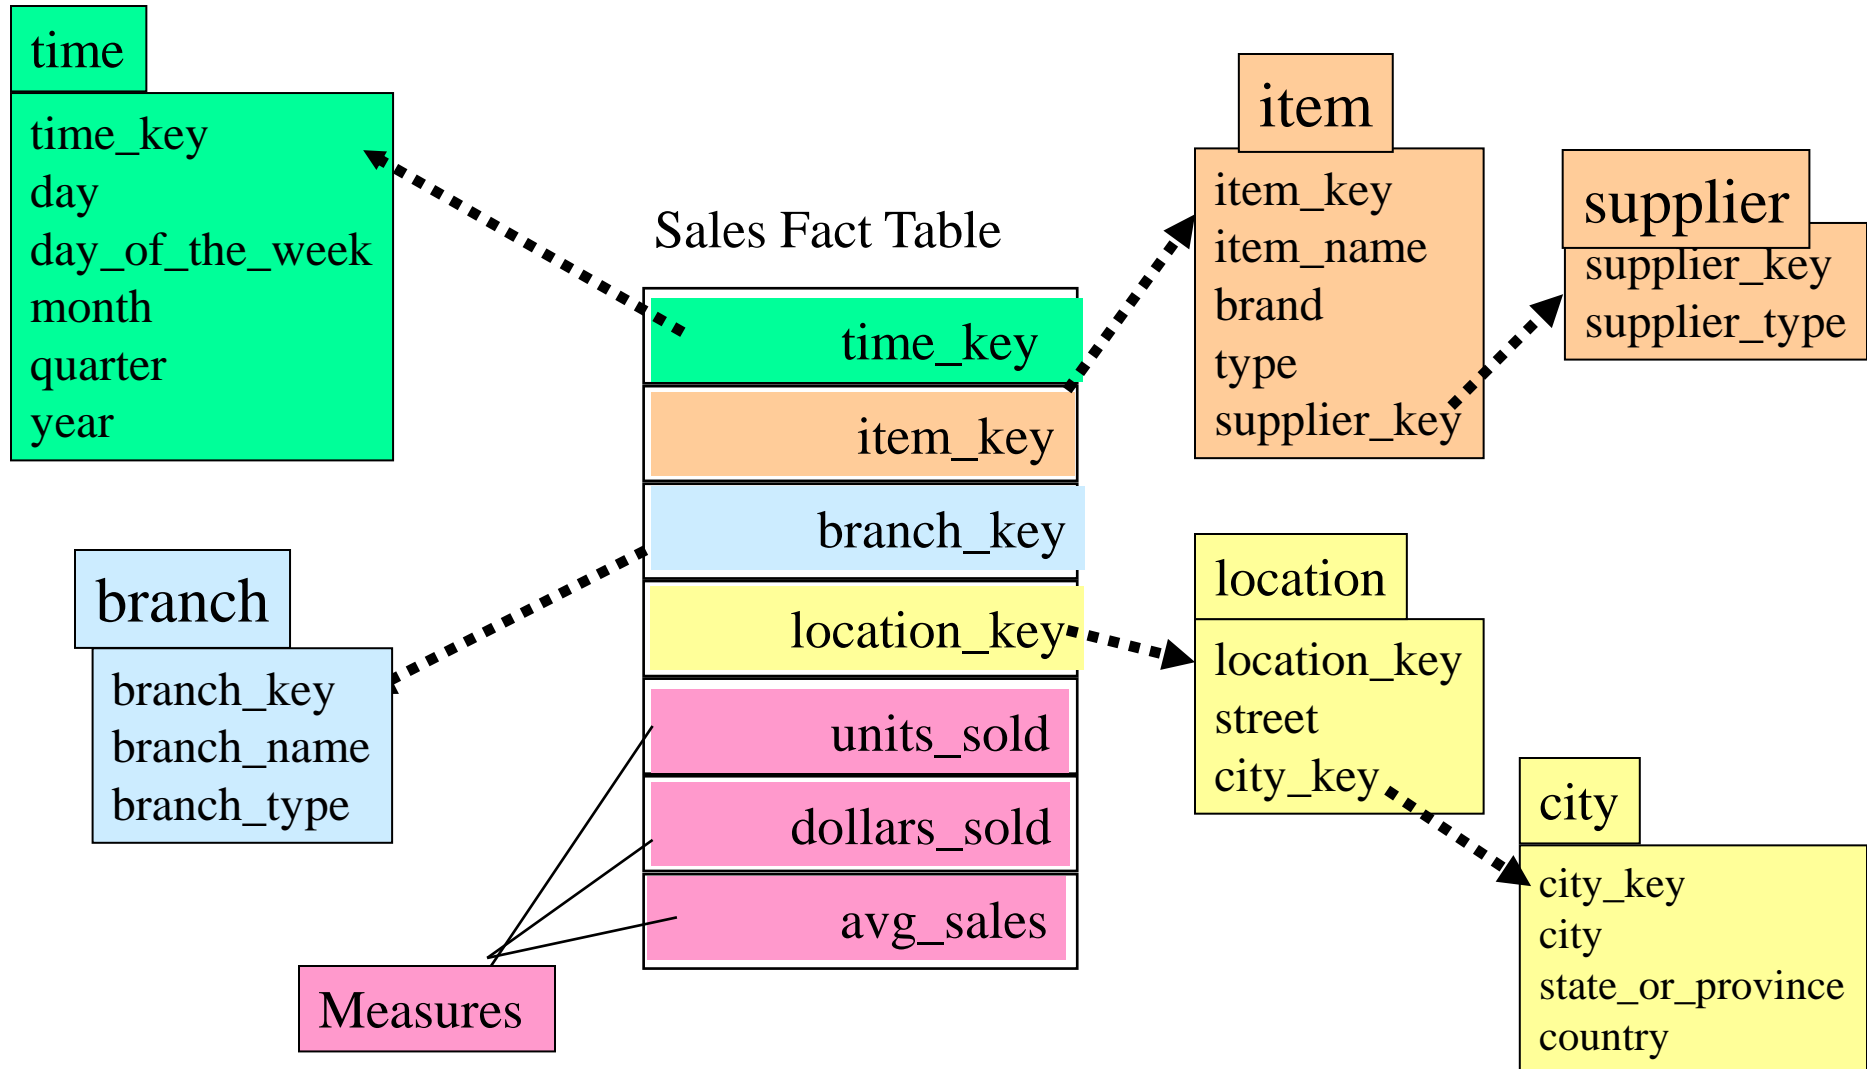 time
time_key
day
day_of_the_week
month
quarter
year
branch
branch_key
branch_name
branch_type
Sales Fact Table
time_key
item_key
branch_key
location_key
units_sold
dollars_sold
avg_sales
Measures
item
item_key
item_name
brand
type
supplier_key
supplier
supplier_key
supplier_type
location
location_key
street
city_key
city
city_key
city
state_or_province
country